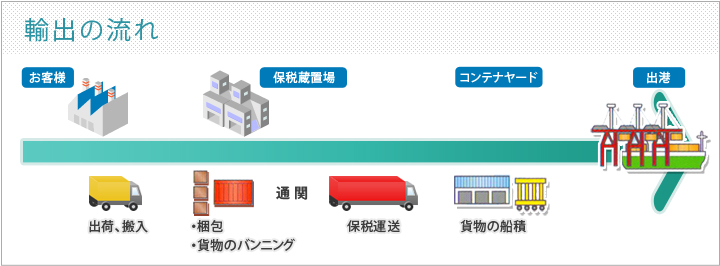 輸出の流れ
お客様
保税蔵置場
コンテナヤード
出港
通関
出荷、搬入
・梱包
・貨物のバンニング
保税運送
貨物の船積